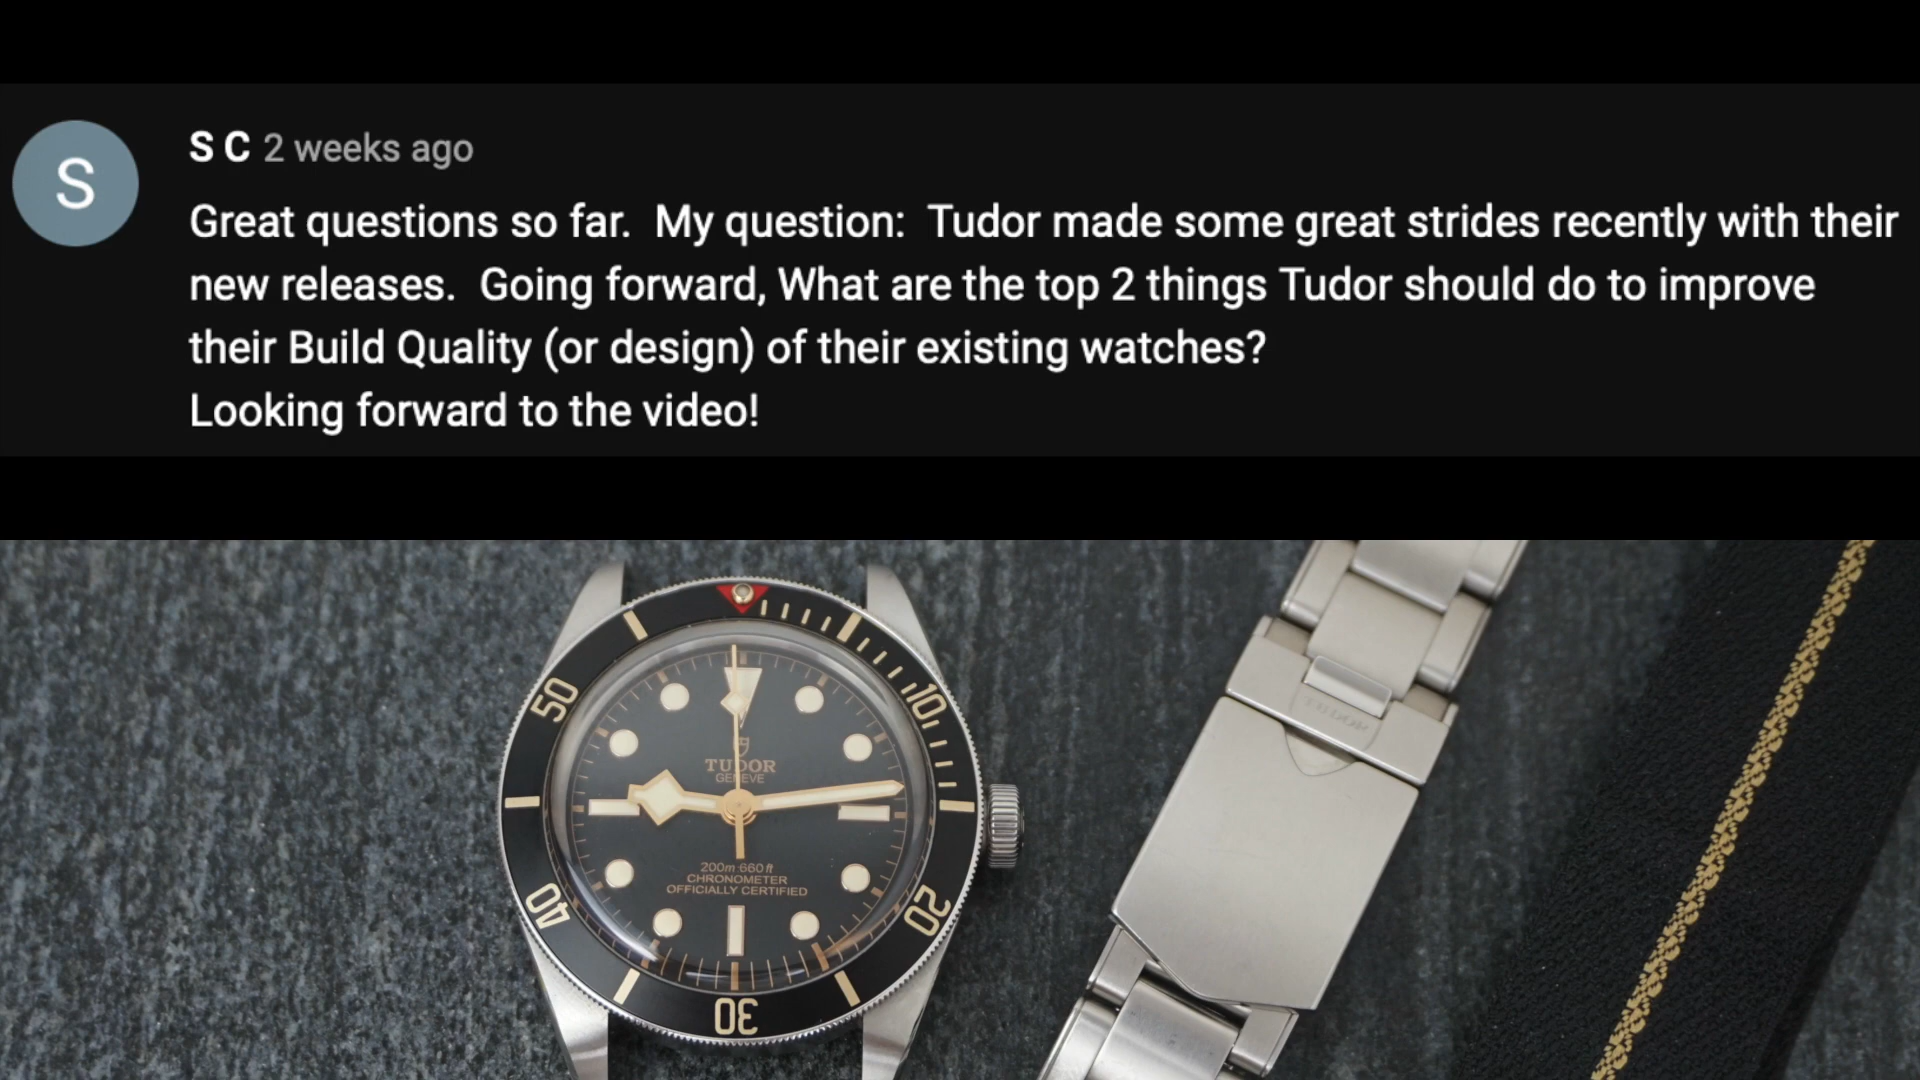 S
S C 2 weeks ago
Great questions so far.  My question:  Tudor made some great strides recently with their
new releases.  Going forward, What are the top 2 things Tudor should do to improve
their Build Quality (or design) of their existing watches?
Looking forward to the video!
50
10
TUDOR
GENEVE
TUDOR
200m:660ft
CHRONOMETER
OFFICIALLY CERTIFIED
40
20
30